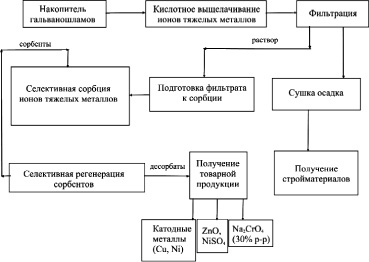 Накопитель
гальваношламов
Кислотное выщелачивание
ионов тяжелых металлов
Фильтрация
сорбенты
раствор
Селективная сорбция
ионов тяжелых металлов
Подготовка фильтрата
к сорбции
Сушка осадка
Селективная регенерация
сорбентов
десорбаты
Получение
товарной
продукции
Получение
стройматериалов
Катодные
металлы
(Cu, Ni)
ZnO,
NiSO₄
Na₂CrO₄
(30% р-р)